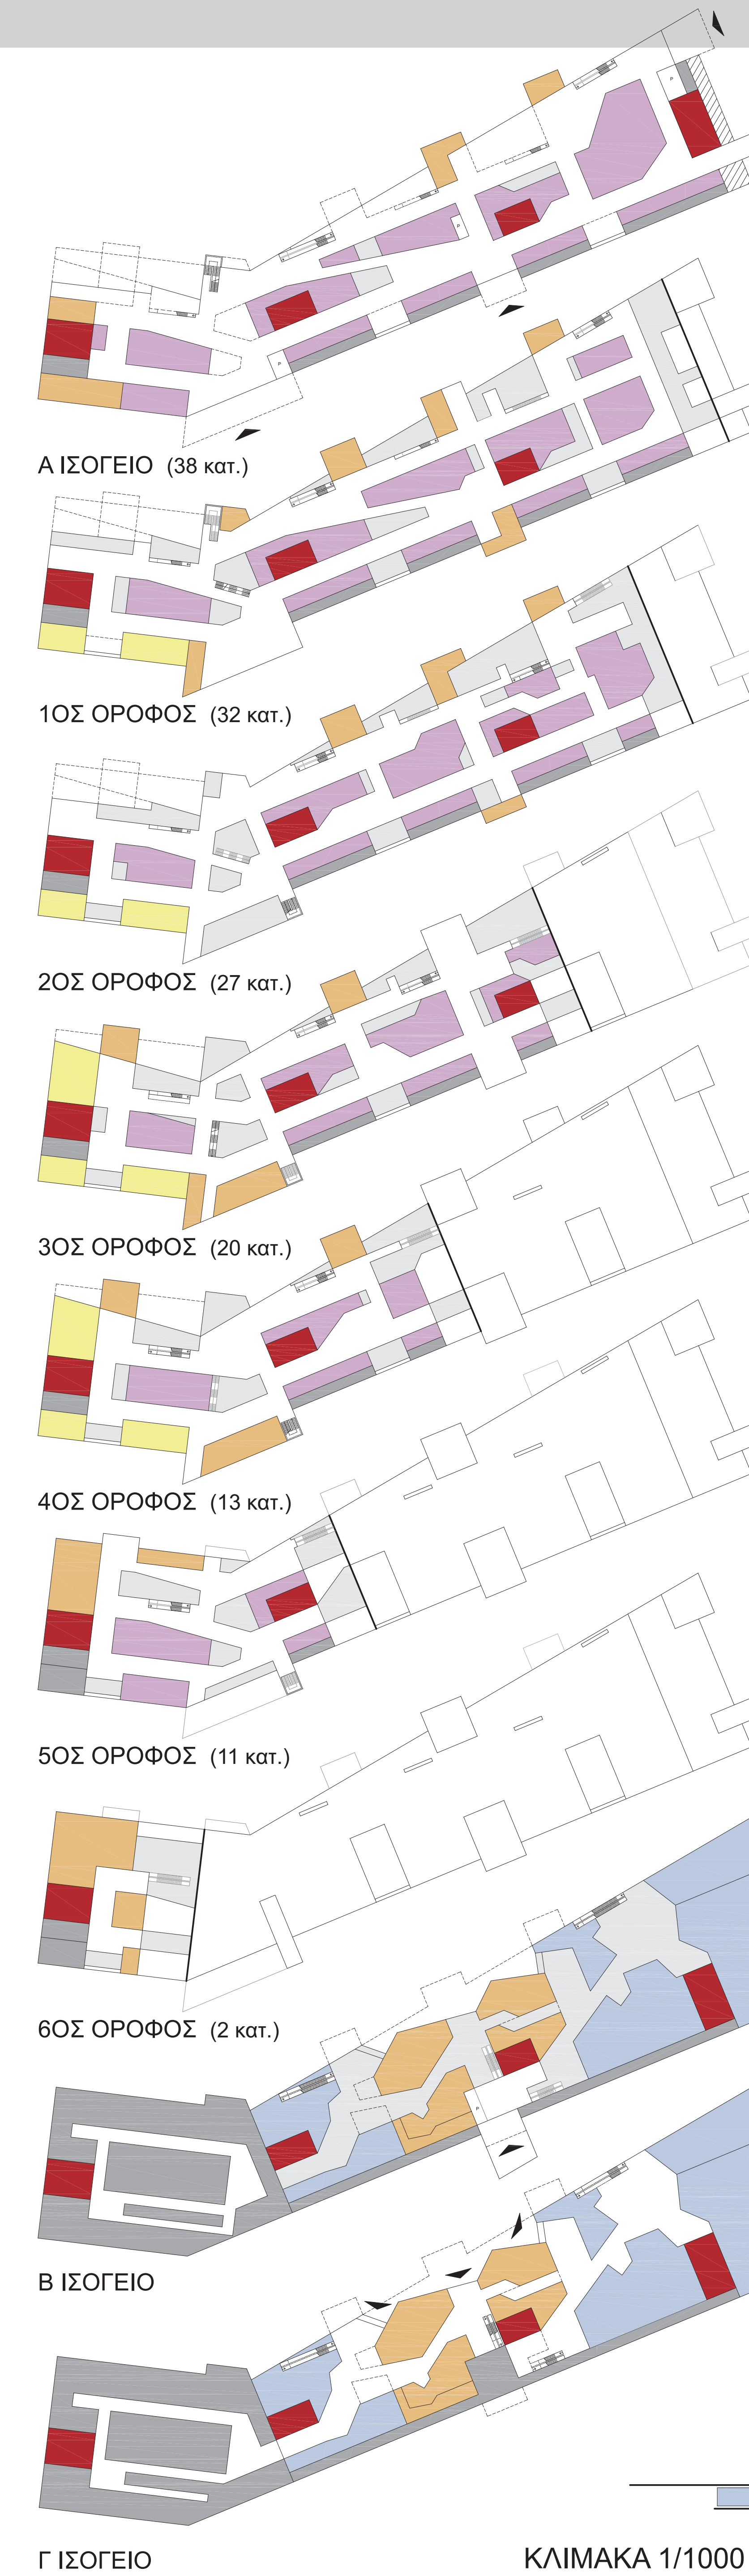 P
P
P
Α ΙΣΟΓΕΙΟ (38 κατ.)
1ΟΣ ΟΡΟΦΟΣ (32 κατ.)
2ΟΣ ΟΡΟΦΟΣ (27 κατ.)
3ΟΣ ΟΡΟΦΟΣ (20 κατ.)
4ΟΣ ΟΡΟΦΟΣ (13 κατ.)
5ΟΣ ΟΡΟΦΟΣ (11 κατ.)
6ΟΣ ΟΡΟΦΟΣ (2 κατ.)
P
Β ΙΣΟΓΕΙΟ
Γ ΙΣΟΓΕΙΟ
ΚΛΙΜΑΚΑ 1/1000